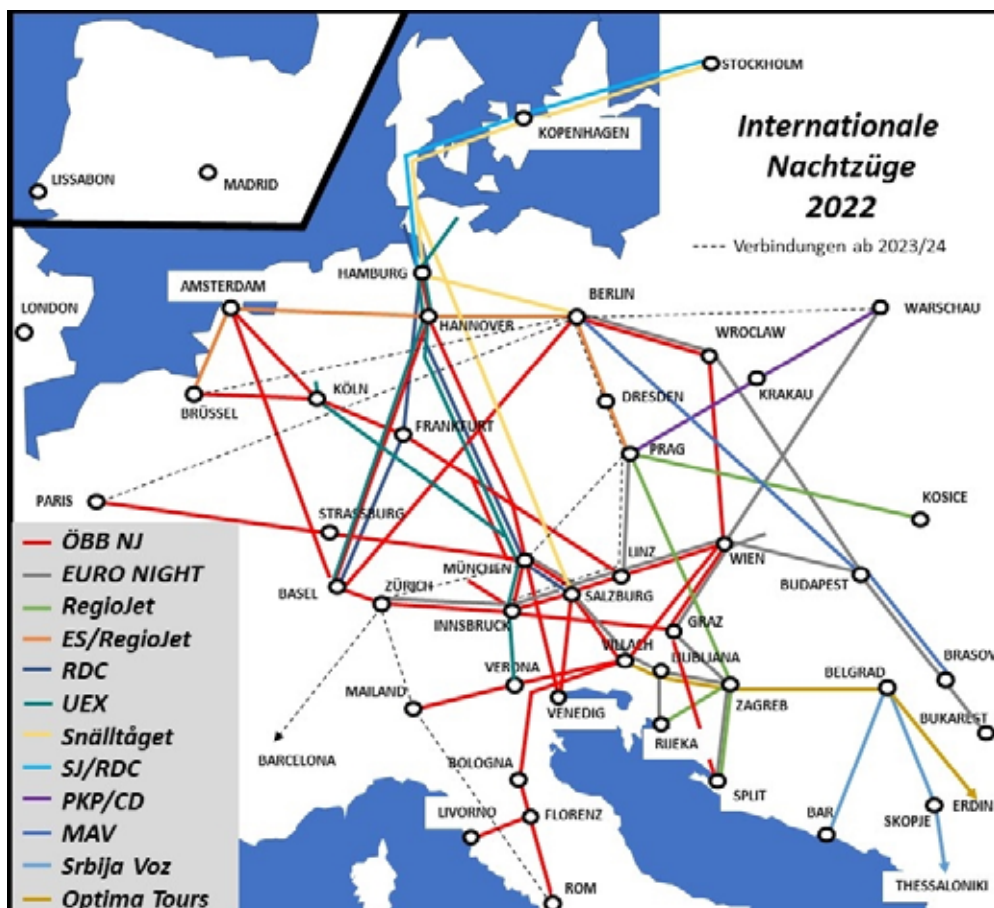 STOCKHOLM
KOPENHAGEN
Internationale
Nachtzüge
2022
---- Verbindungen ab 2023/24
LISSABON
MADRID
HAMBURG
AMSTERDAM
BERLIN
WARSCHAU
LONDON
HANNOVER
WROCLAW
KÖLN
BRÜSSEL
DRESDEN
KRAKAU
FRANKFURT
PRAG
PARIS
KOSICE
STRASSBURG
MÜNCHEN
LINZ
WIEN
BASEL
ZÜRICH
SALZBURG
BUDAPEST
INNSBRUCK
GRAZ
VILLACH
LJUBLJANA
BRASOV
VERONA
BELGRAD
MAILAND
VENEDIG
ZAGREB
BUKAREST
RIJEKA
BARCELONA
BOLOGNA
SPLIT
ERDIN
LIVORNO
FLORENZ
BAR
SKOPJE
ROM
THESSALONIKI
ÖBB NJ
EURO NIGHT
RegioJet
ES/RegioJet
RDC
UEX
Snälltåget
SJ/RDC
PKP/CD
MAV
Srbija Voz
Optima Tours